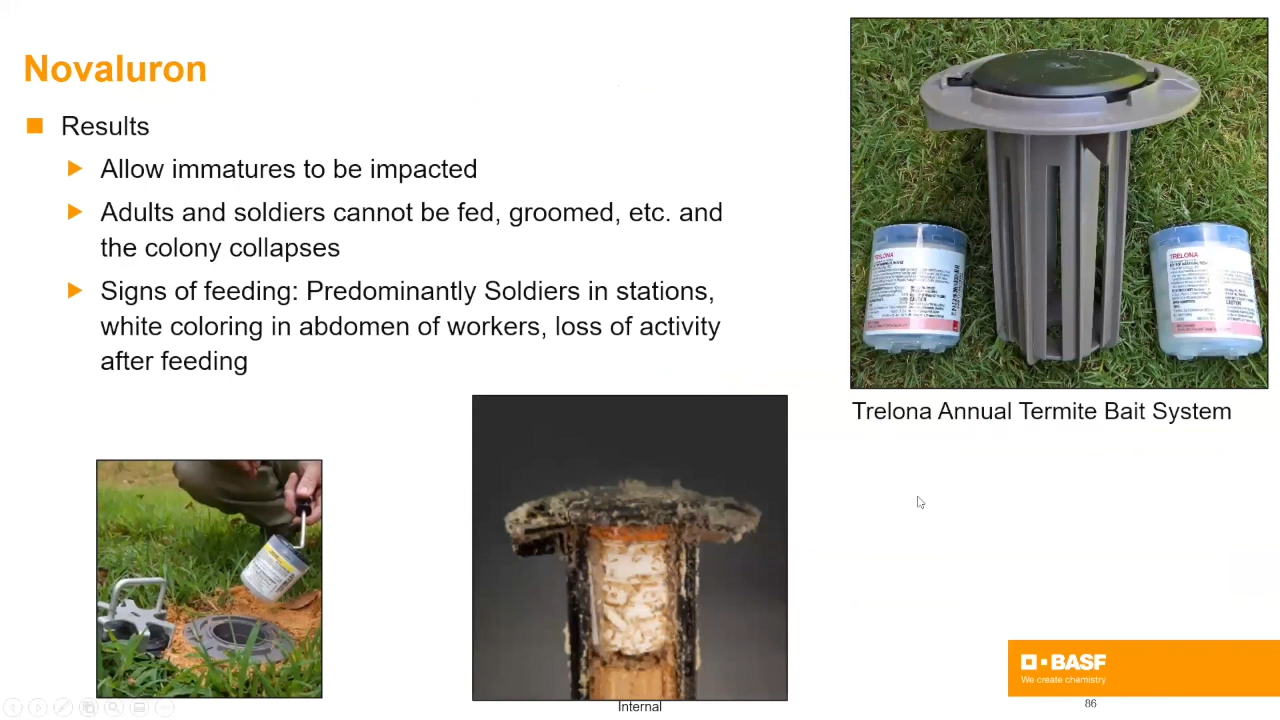 Novaluron
Results
Allow immatures to be impacted
Adults and soldiers cannot be fed, groomed, etc. and
the colony collapses
Signs of feeding: Predominantly Soldiers in stations,
white coloring in abdomen of workers, loss of activity
after feeding
TRELONA
TRELONA
Trelona Annual Termite Bait System
BASF
We create chemistry
Internal
86